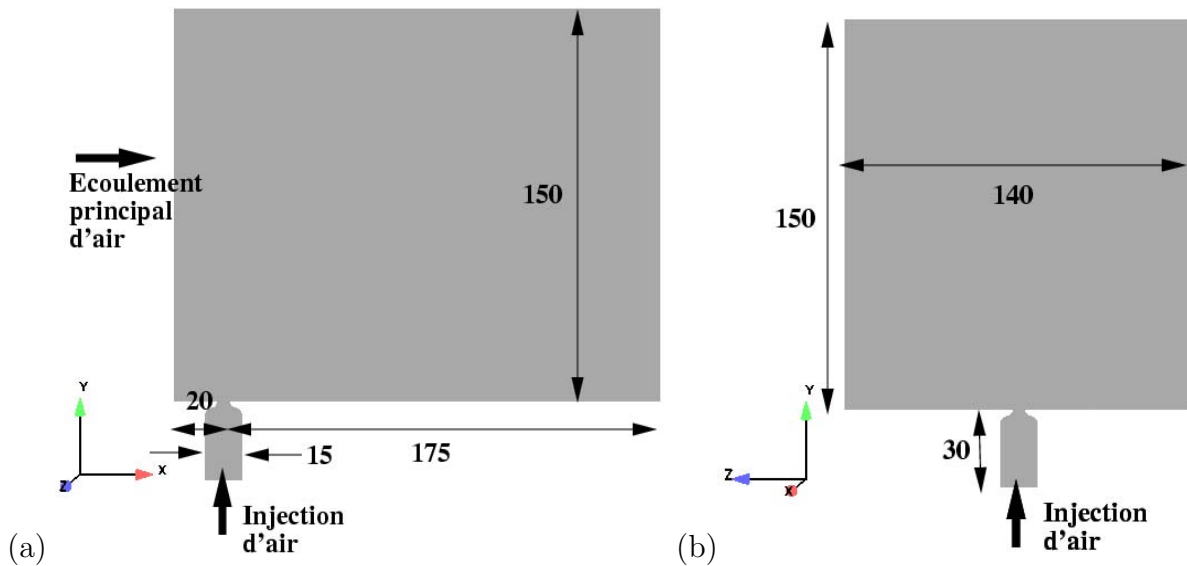 Ecoulement
principal
d'air
150
20
Y
X
Z
15
175
Injection
d'air
(a)
150
140
30
Y
Z
X
Injection
d'air
(b)